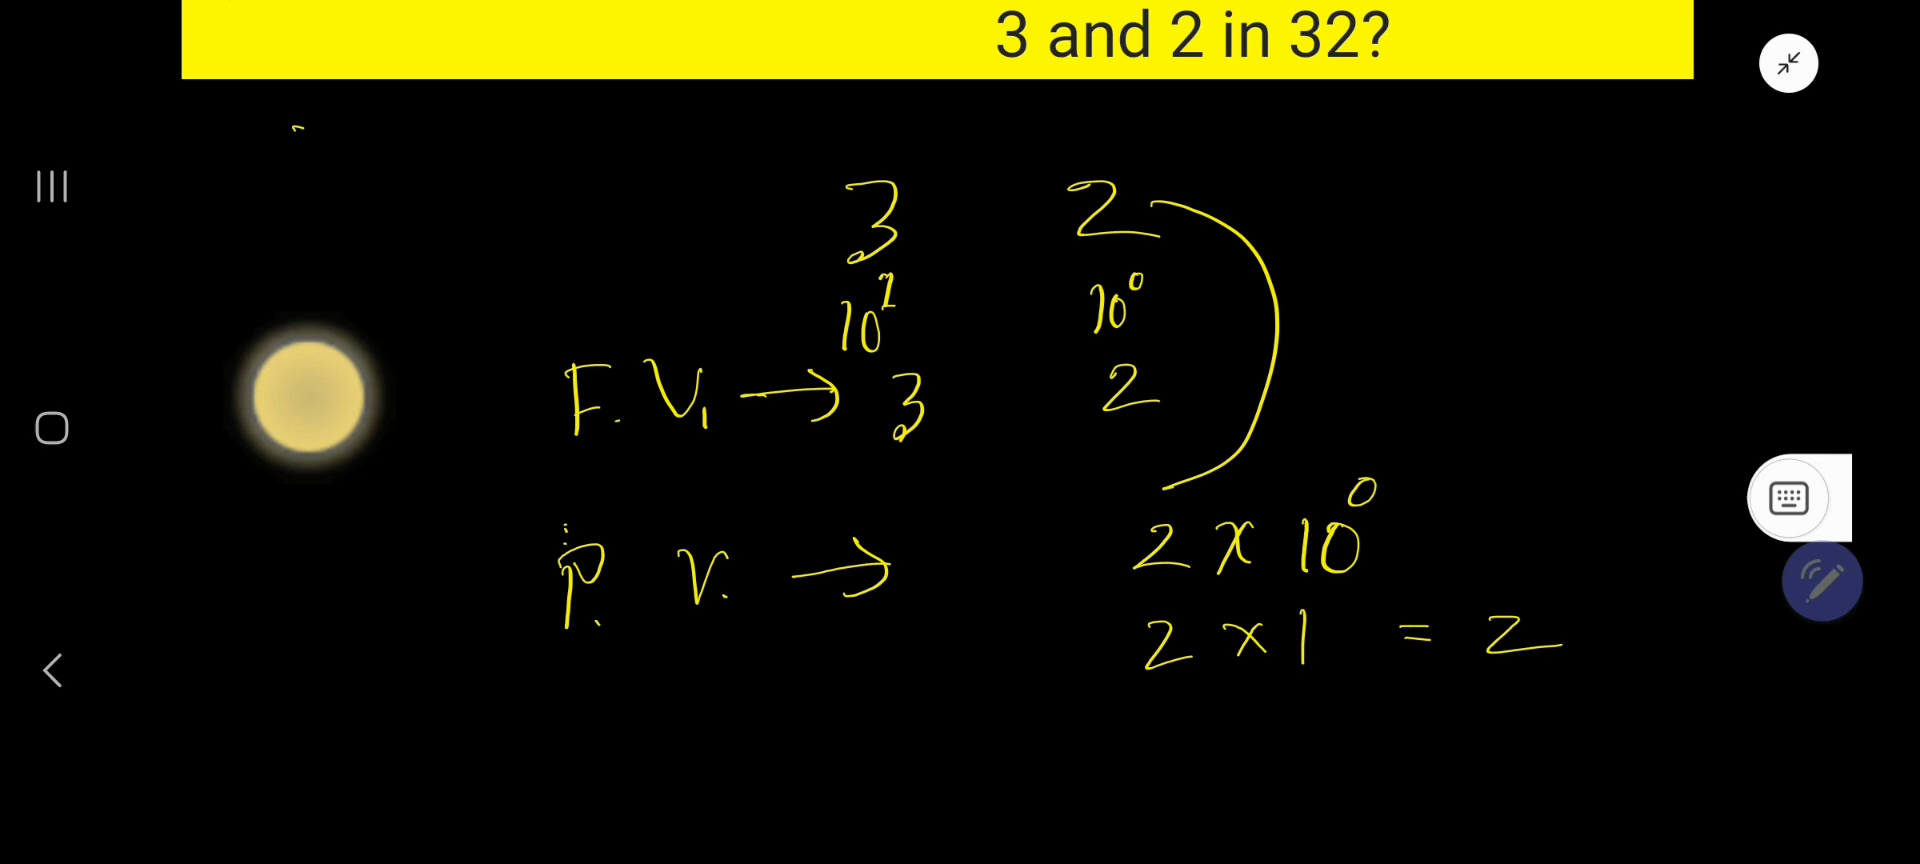 3 and 2 in 32?
3 2
10¹ 10⁰
F. V. → 3 2
P. V. → 2 x 10⁰
2 x 1 = 2